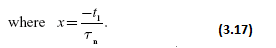 where x = −t₁/τₙ. (3.17)